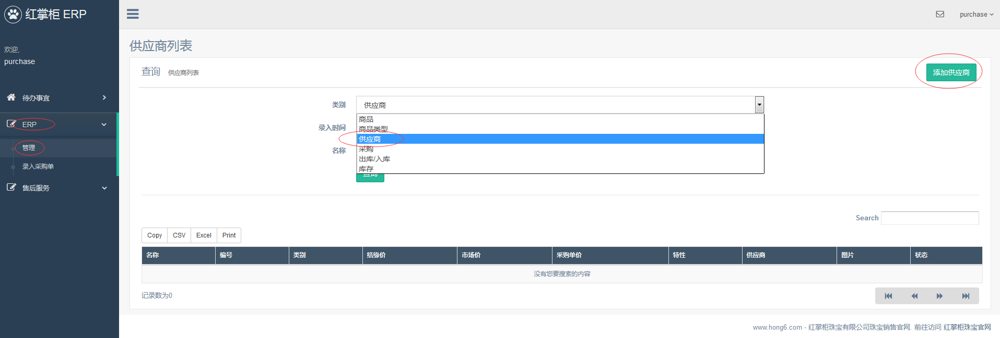 红掌柜 ERP
purchase
欢迎,
purchase
待办事宜
ERP
管理
录入采购单
售后服务
供应商列表
查询 供应商列表
添加供应商
类别 供应商
商品
录入时间
商品类型
供应商
名称
采购
出库/入库
库存
查询
Search
Copy CSV Excel Print
名称 编号 类别 结缘价 市场价 采购单价 特性 供应商 图片 状态
没有您要搜索的内容
记录数为0
www.hong6.com - 红掌柜珠宝有限公司珠宝销售官网. 前往访问 红掌柜珠宝官网